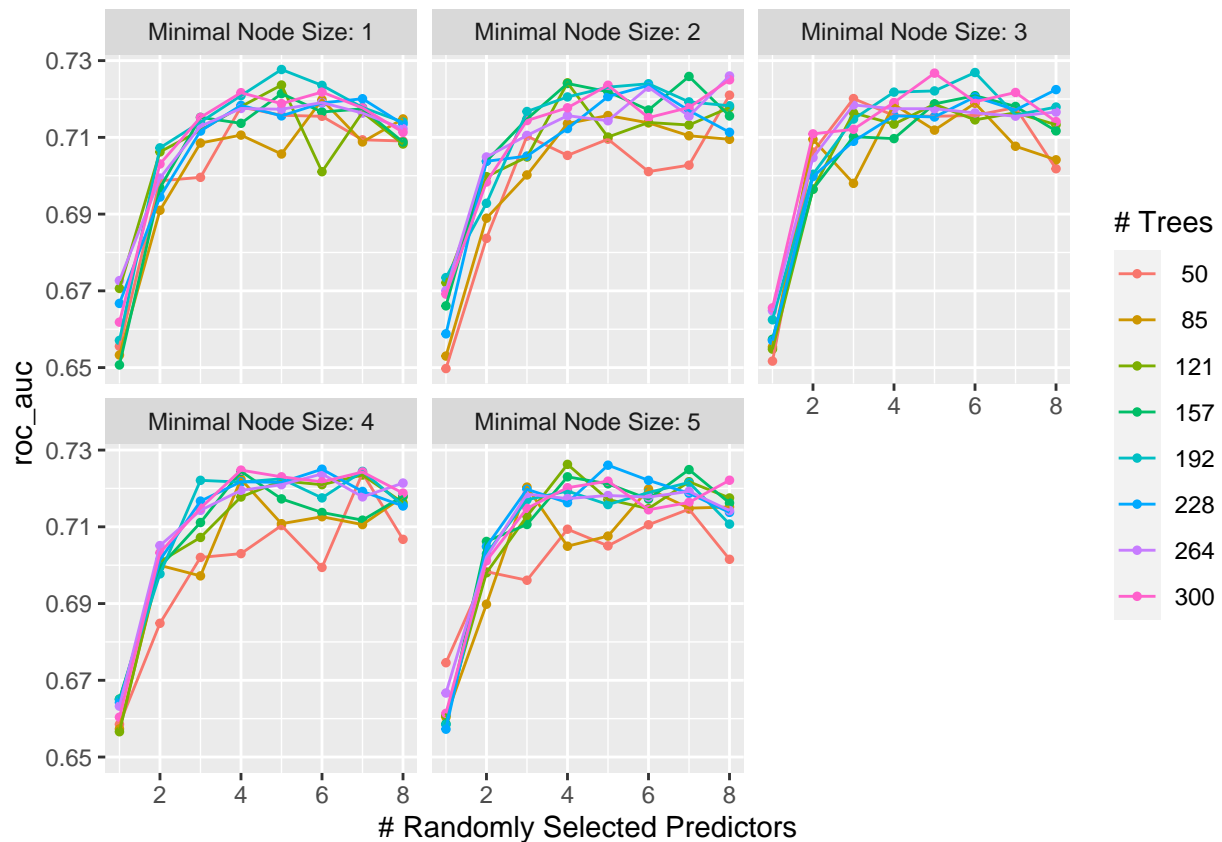 Minimal Node Size: 1
Minimal Node Size: 2
Minimal Node Size: 3
0.73
0.71
0.69
0.67
0.65
2 4 6 8
Minimal Node Size: 4
Minimal Node Size: 5
0.73
0.71
0.69
0.67
0.65
2 4 6 8
2 4 6 8
roc_auc
# Randomly Selected Predictors
# Trees
50
85
121
157
192
228
264
300